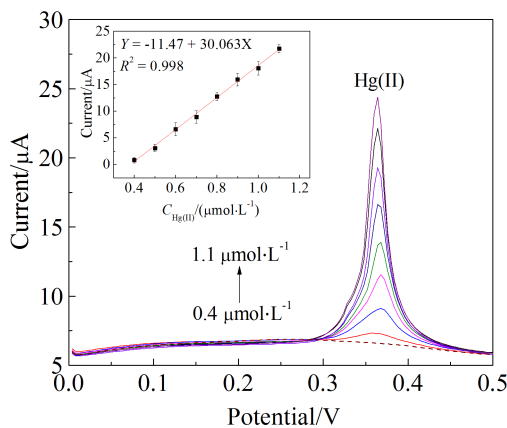 30
25
20
15
10
5
0.0 0.1 0.2 0.3 0.4 0.5
Current/μA
Potential/V
Hg(II)
1.1 μmol·L⁻¹
0.4 μmol·L⁻¹
Y = -11.47 + 30.063X
R² = 0.998
25
20
15
10
5
0
0.4 0.6 0.8 1.0 1.2
Current/μA
C_Hg(II)/(μmol·L⁻¹)